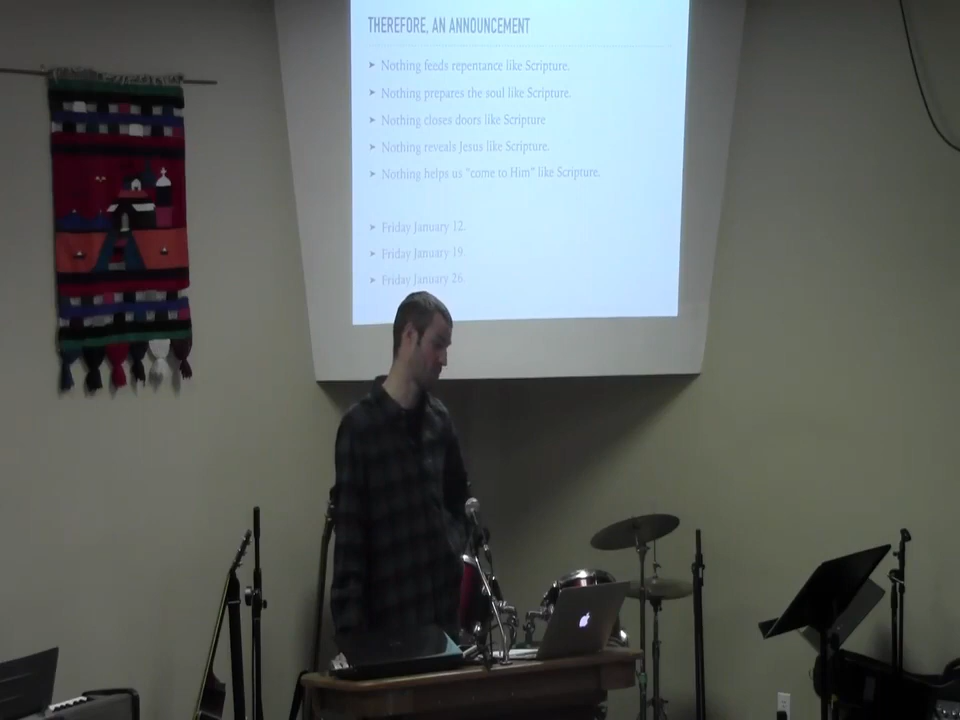 THEREFORE, AN ANNOUNCEMENT
➤ Nothing feeds repentance like Scripture.
➤ Nothing prepares the soul like Scripture.
➤ Nothing closes doors like Scripture
➤ Nothing reveals Jesus like Scripture.
➤ Nothing helps us "come to Him" like Scripture.
➤ Friday January 12.
➤ Friday January 19.
➤ Friday January 26.